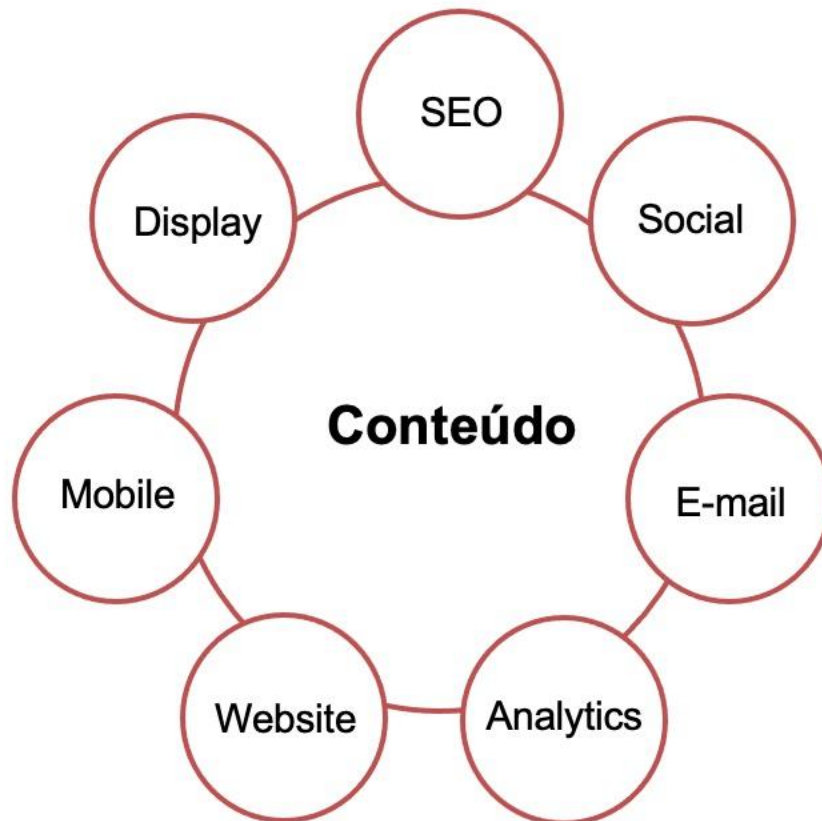 SEO
Social
E-mail
Analytics
Website
Mobile
Display
Conteúdo